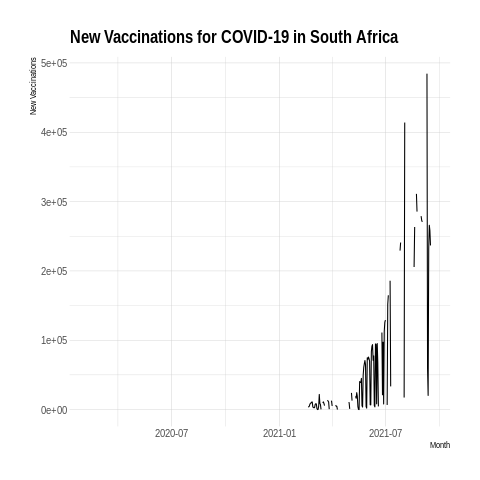 New Vaccinations for COVID-19 in South Africa
New Vaccinations
5e+05
4e+05
3e+05
2e+05
1e+05
0e+00
2020-07 2021-01 2021-07
Month